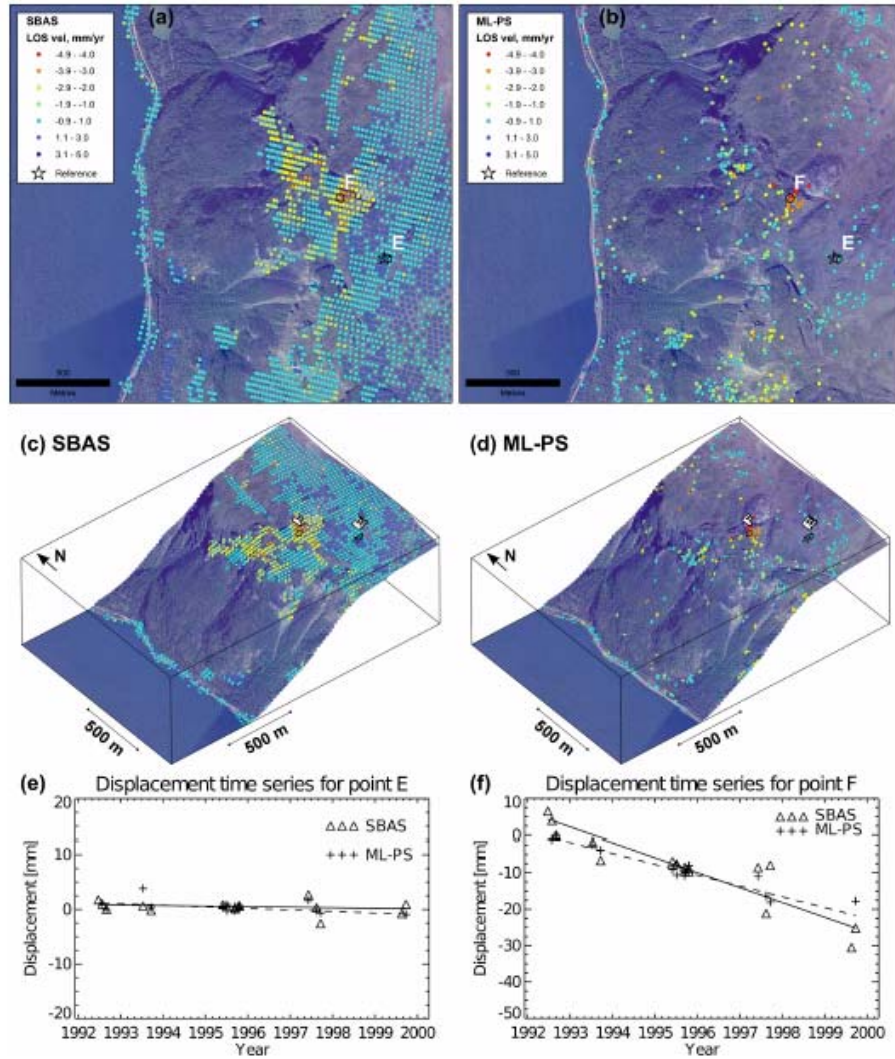 SBAS
LOS vel, mm/yr
-4.9 - -4.0
-3.9 - -3.0
-2.9 - -2.0
-1.9 - -1.0
-0.9 - 1.0
1.1 - 3.0
3.1 - 5.0
Reference
(a)
F
E
Metres
ML-PS
LOS vel, mm/yr
-4.9 - -4.0
-3.9 - -3.0
-2.9 - -2.0
-1.9 - -1.0
-0.9 - 1.0
1.1 - 3.0
3.1 - 5.0
Reference
(b)
F
E
Metres
(c) SBAS
F
E
N
500 m
500 m
(d) ML-PS
F
E
N
500 m
500 m
(e) Displacement time series for point E
SBAS
ML-PS
Displacement [mm]
20
10
0
-10
-20
1992 1993 1994 1995 1996 1997 1998 1999 2000
Year
(f) Displacement time series for point F
SBAS
ML-PS
Displacement [mm]
10
0
-10
-20
-30
-40
-50
1992 1993 1994 1995 1996 1997 1998 1999 2000
Year